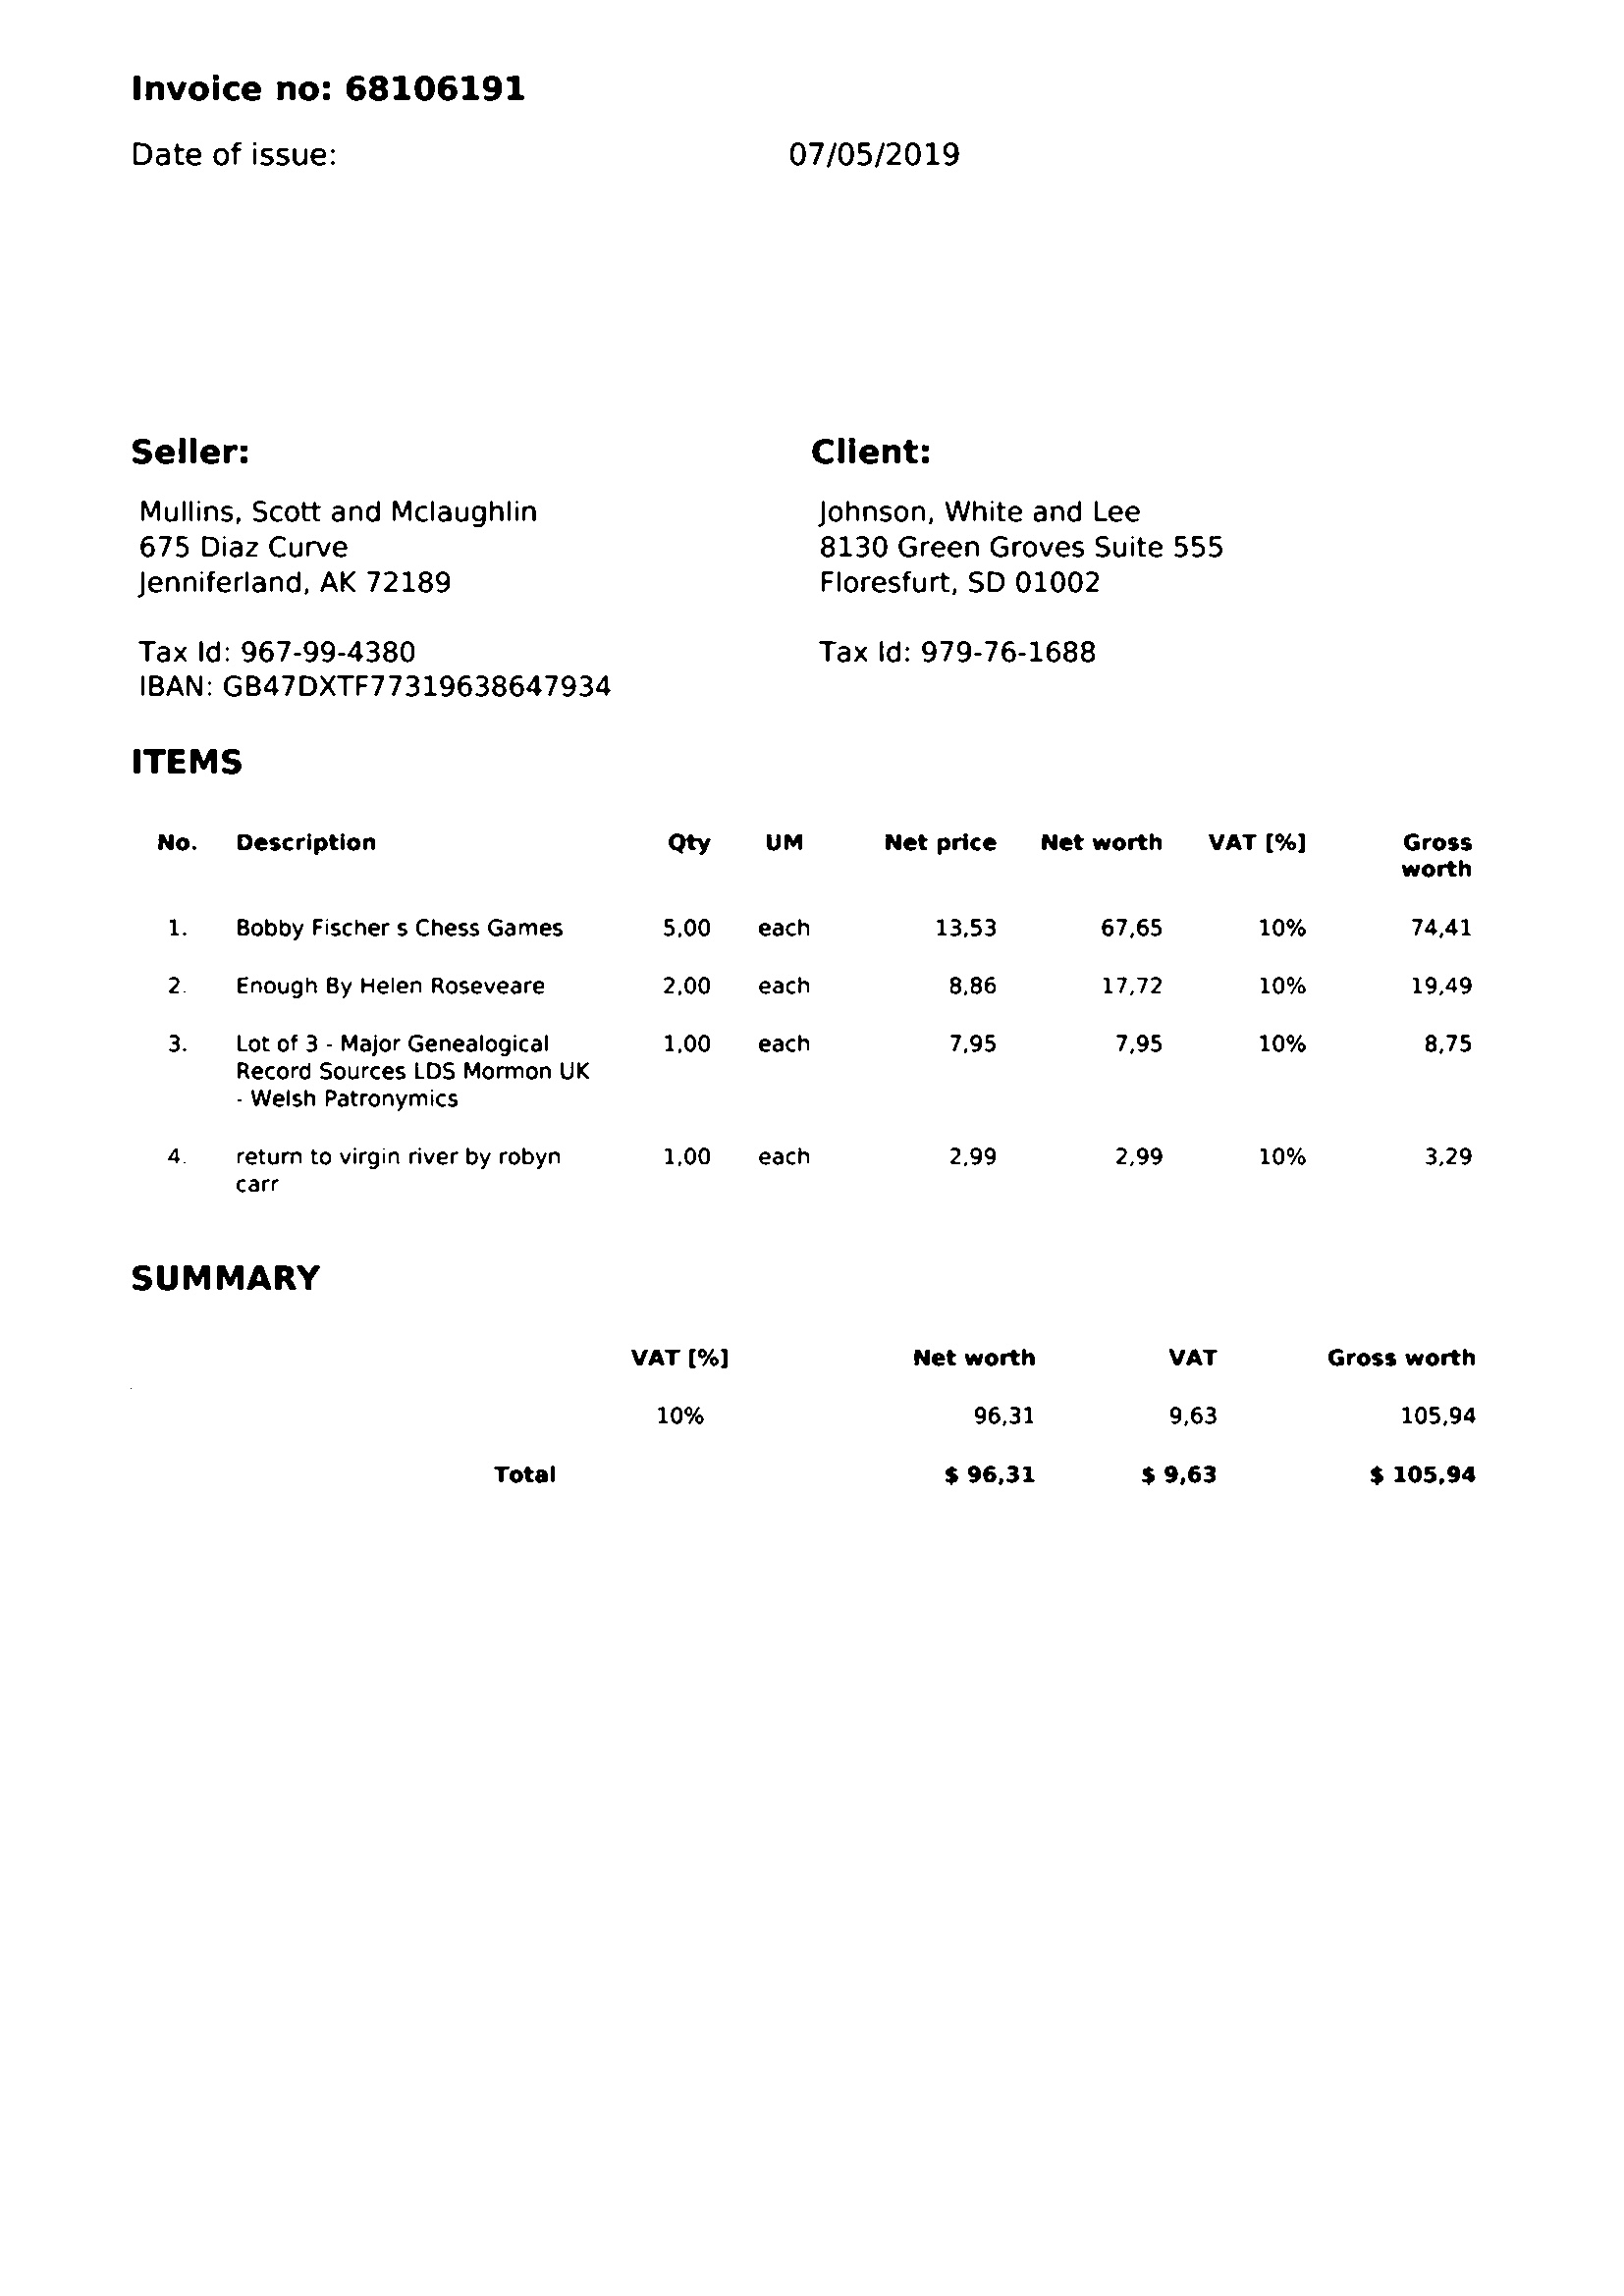 Invoice no: 68106191
Date of issue: 07/05/2019
Seller: Client:
Mullins, Scott and Mclaughlin Johnson, White and Lee
675 Diaz Curve 8130 Green Groves Suite 555
Jenniferland, AK 72189 Floresfurt, SD 01002
Tax Id: 967-99-4380 Tax Id: 979-76-1688
IBAN: GB47DXTF77319638647934
ITEMS
No. Description Qty UM Net price Net worth VAT [%] Gross
worth
1. Bobby Fischer s Chess Games 5,00 each 13,53 67,65 10% 74,41
2. Enough By Helen Roseveare 2,00 each 8,86 17,72 10% 19,49
3. Lot of 3 - Major Genealogical 1,00 each 7,95 7,95 10% 8,75
Record Sources LDS Mormon UK
- Welsh Patronymics
4. return to virgin river by robyn 1,00 each 2,99 2,99 10% 3,29
carr
SUMMARY
VAT [%] Net worth VAT Gross worth
10% 96,31 9,63 105,94
Total $ 96,31 $ 9,63 $ 105,94